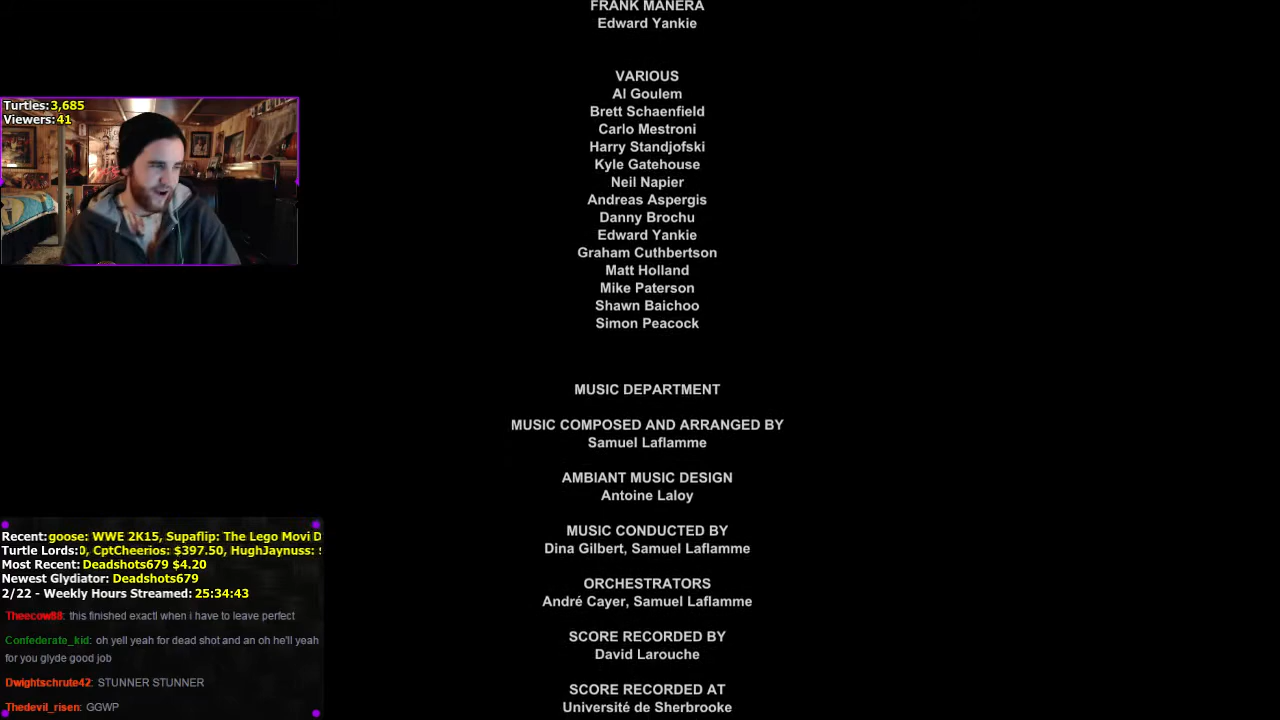 FRANK MANERA
Edward Yankie
VARIOUS
Al Goulem
Brett Schaenfield
Carlo Mestroni
Harry Standjofski
Kyle Gatehouse
Neil Napier
Andreas Aspergis
Danny Brochu
Edward Yankie
Graham Cuthbertson
Matt Holland
Mike Paterson
Shawn Baichoo
Simon Peacock
MUSIC DEPARTMENT
MUSIC COMPOSED AND ARRANGED BY
Samuel Laflamme
AMBIANT MUSIC DESIGN
Antoine Laloy
MUSIC CONDUCTED BY
Dina Gilbert, Samuel Laflamme
ORCHESTRATORS
André Cayer, Samuel Laflamme
SCORE RECORDED BY
David Larouche
SCORE RECORDED AT
Université de Sherbrooke
Turtles: 3,685
Viewers: 41
Recent: goose: WWE 2K15, Supaflip: The Lego Movi D
Turtle Lords: 0, CptCheerios: $397.50, HughJaynuss:
Most Recent: Deadshots679 $4.20
Newest Glydiator: Deadshots679
2/22 - Weekly Hours Streamed: 25:34:43
Theecow88: this finished exactl when i have to leave perfect
Confederate_kid: oh yell yeah for dead shot and an oh he'll yeah
for you glyde good job
Dwightschrute42: STUNNER STUNNER
Thedevil_risen: GGWP